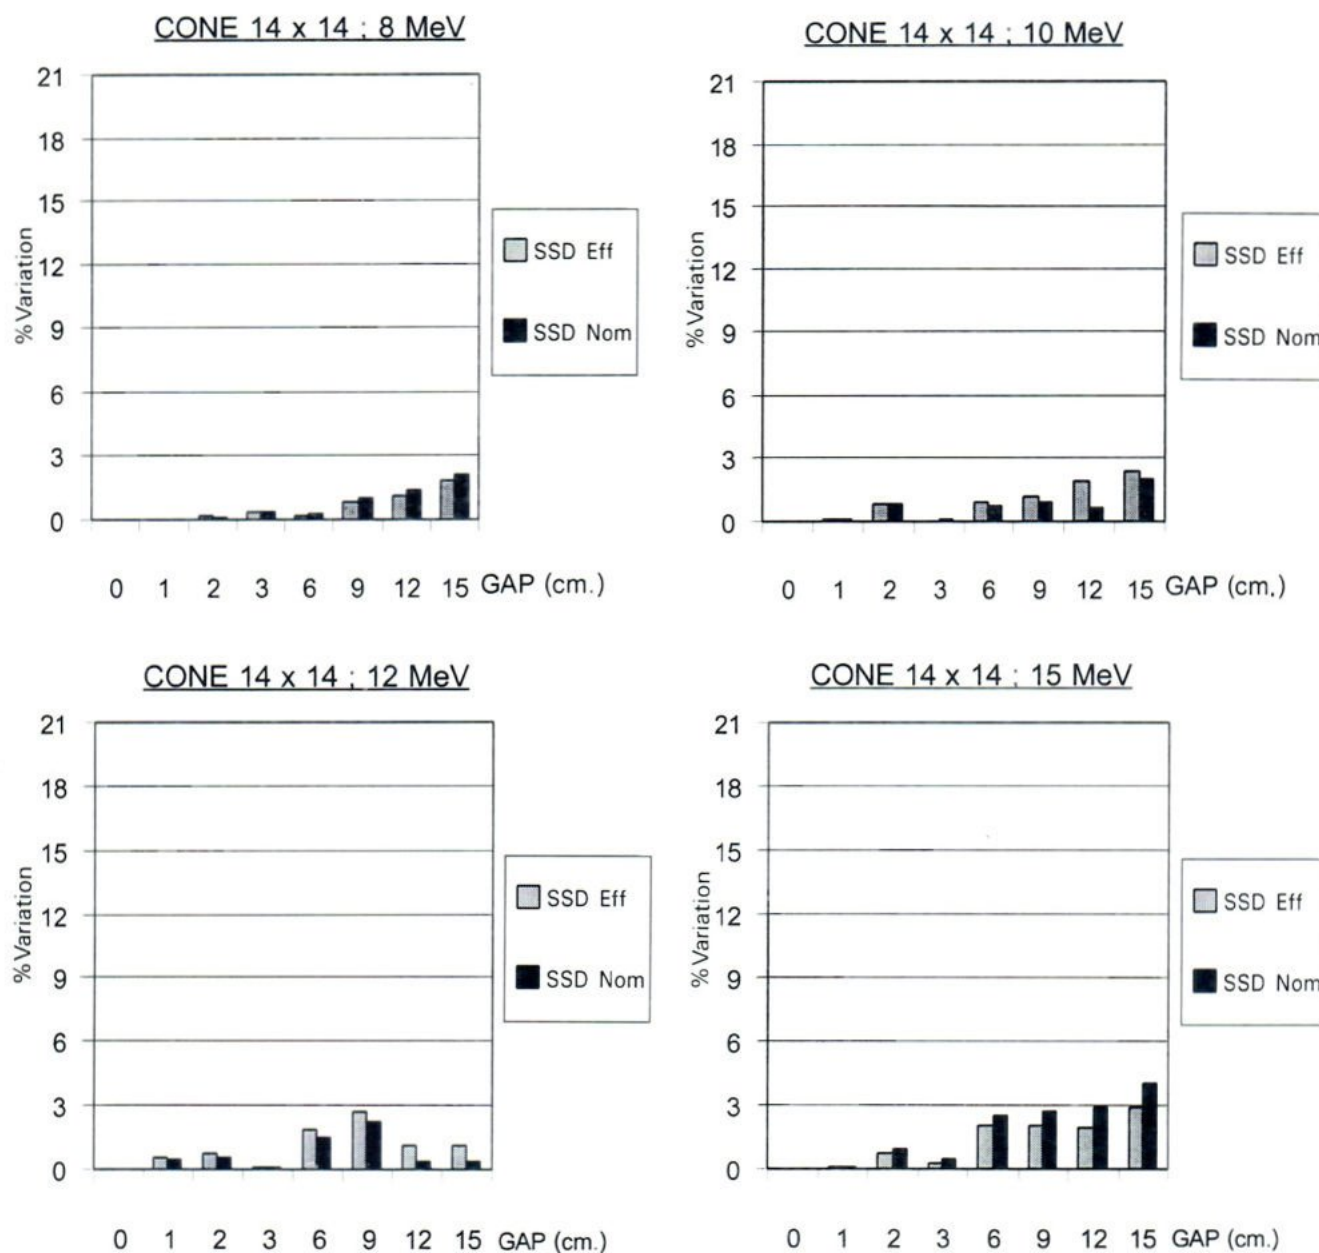 CONE 14 x 14 ; 8 MeV
21
18
15
12
9
6
3
0
% Variation
SSD Eff
SSD Nom
0 1 2 3 6 9 12 15 GAP (cm.)
CONE 14 x 14 ; 10 MeV
21
18
15
12
9
6
3
0
% Variation
SSD Eff
SSD Nom
0 1 2 3 6 9 12 15 GAP (cm.)
CONE 14 x 14 ; 12 MeV
21
18
15
12
9
6
3
0
% Variation
SSD Eff
SSD Nom
0 1 2 3 6 9 12 15 GAP (cm.)
CONE 14 x 14 ; 15 MeV
21
18
15
12
9
6
3
0
% Variation
SSD Eff
SSD Nom
0 1 2 3 6 9 12 15 GAP (cm.)